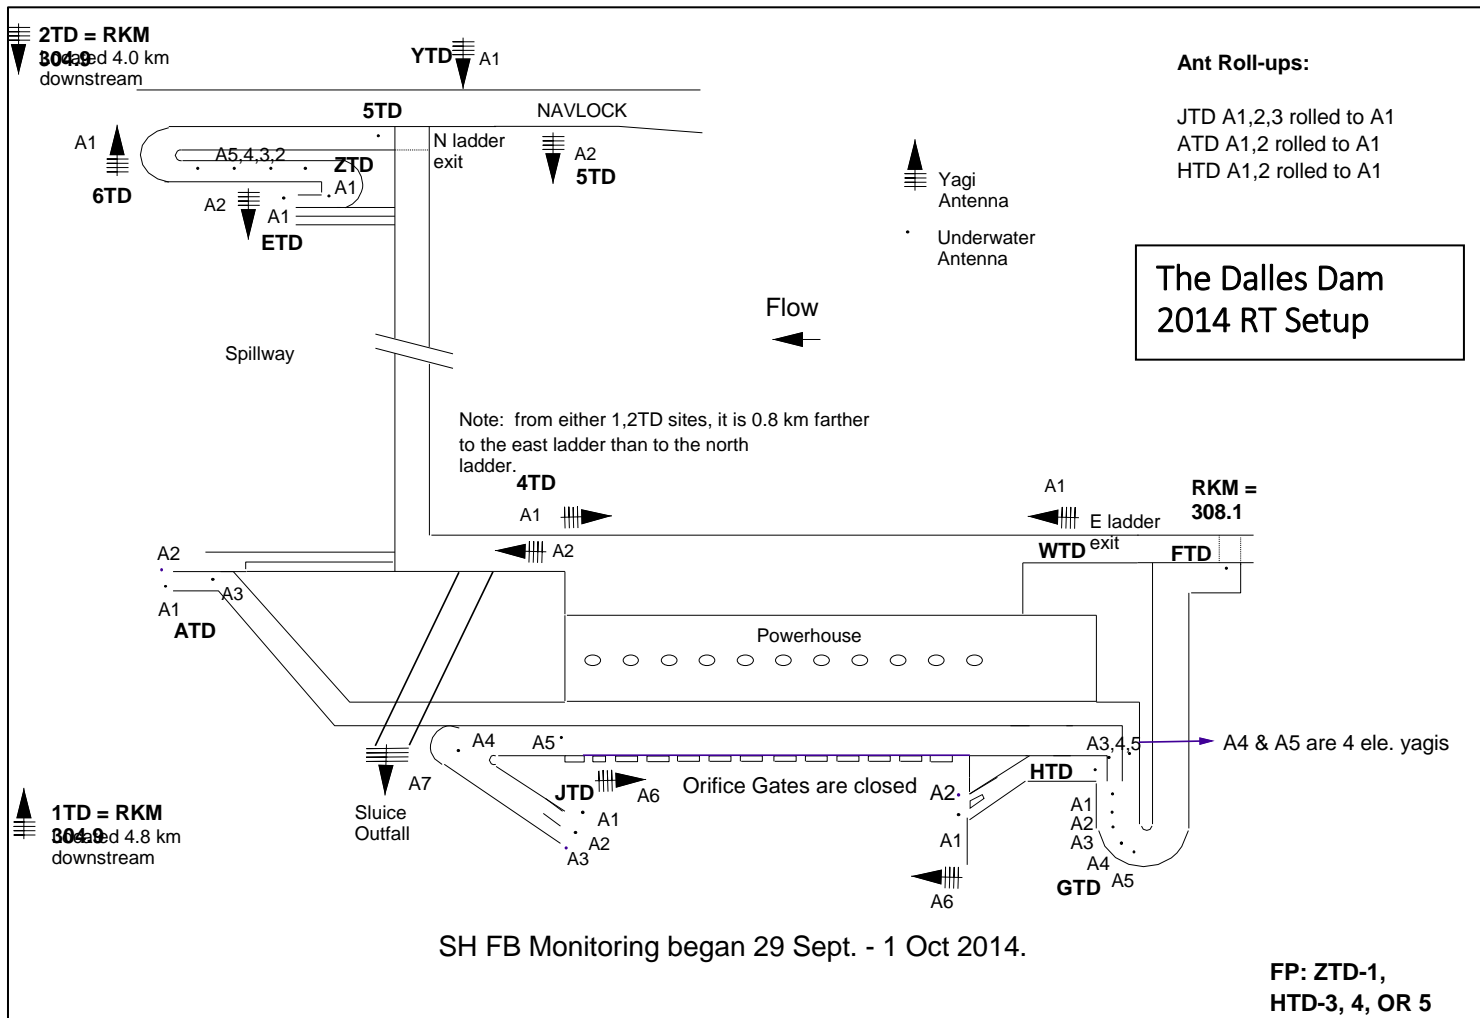 2TD = RKM
304.9
Located 4.0 km
downstream
YTD
A1
Ant Roll-ups:
JTD A1,2,3 rolled to A1
ATD A1,2 rolled to A1
HTD A1,2 rolled to A1
5TD
NAVLOCK
A1
A5,4,3,2
ZTD
A1
N ladder
exit
A2
5TD
6TD
A2
A1
ETD
Yagi
Antenna
Underwater
Antenna
The Dalles Dam
2014 RT Setup
Flow
Spillway
Note: from either 1,2TD sites, it is 0.8 km farther
to the east ladder than to the north
ladder.
4TD
A1
A2
A1
E ladder
exit
WTD
RKM =
308.1
FTD
A2
A1
A3
ATD
Powerhouse
A4
A5
A3,4,5
A4 & A5 are 4 ele. yagis
HTD
A7
JTD
A6
Orifice Gates are closed
A2
A1
Sluice
Outfall
A1
A2
A3
A1
A2
A3
A4
A5
GTD
A6
1TD = RKM
304.9
Located 4.8 km
downstream
SH FB Monitoring began 29 Sept. - 1 Oct 2014.
FP: ZTD-1,
HTD-3, 4, OR 5